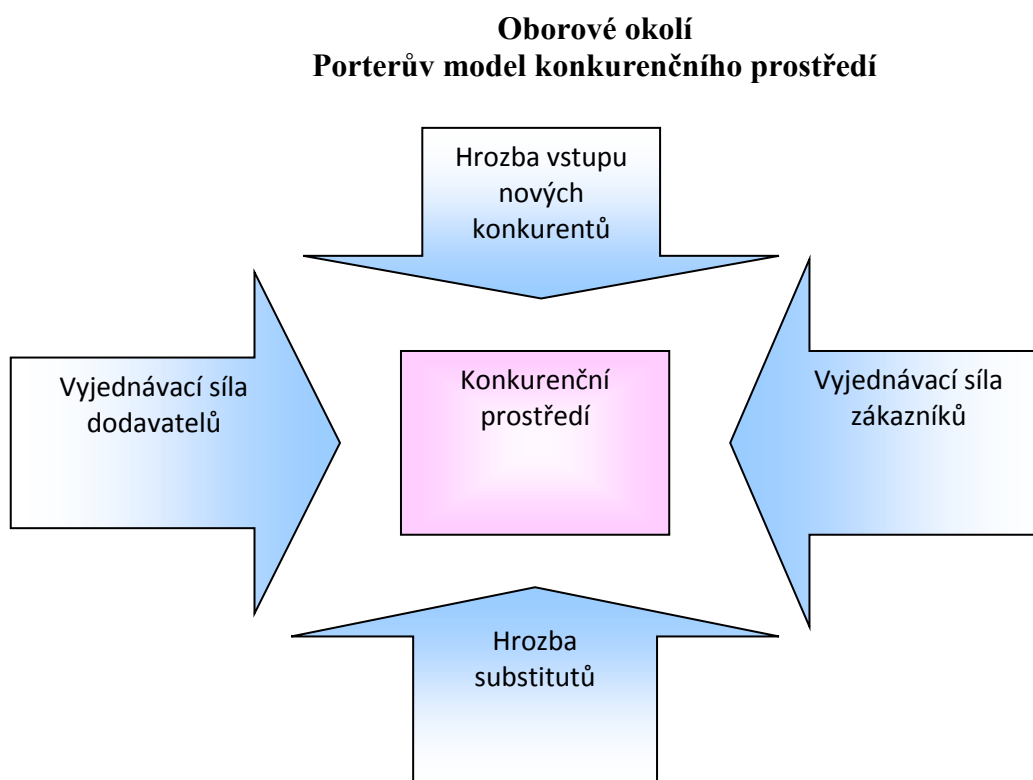 Oborové okolí
Porterův model konkurenčního prostředí
Hrozba vstupu
nových
konkurentů
Vyjednávací síla
dodavatelů
Konkurenční
prostředí
Vyjednávací síla
zákazníků
Hrozba
substitutů